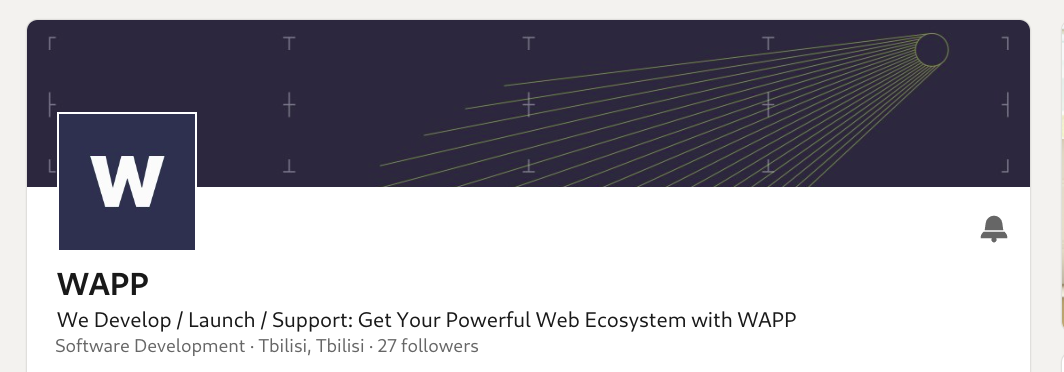 W
WAPP
We Develop / Launch / Support: Get Your Powerful Web Ecosystem with WAPP
Software Development · Tbilisi, Tbilisi · 27 followers